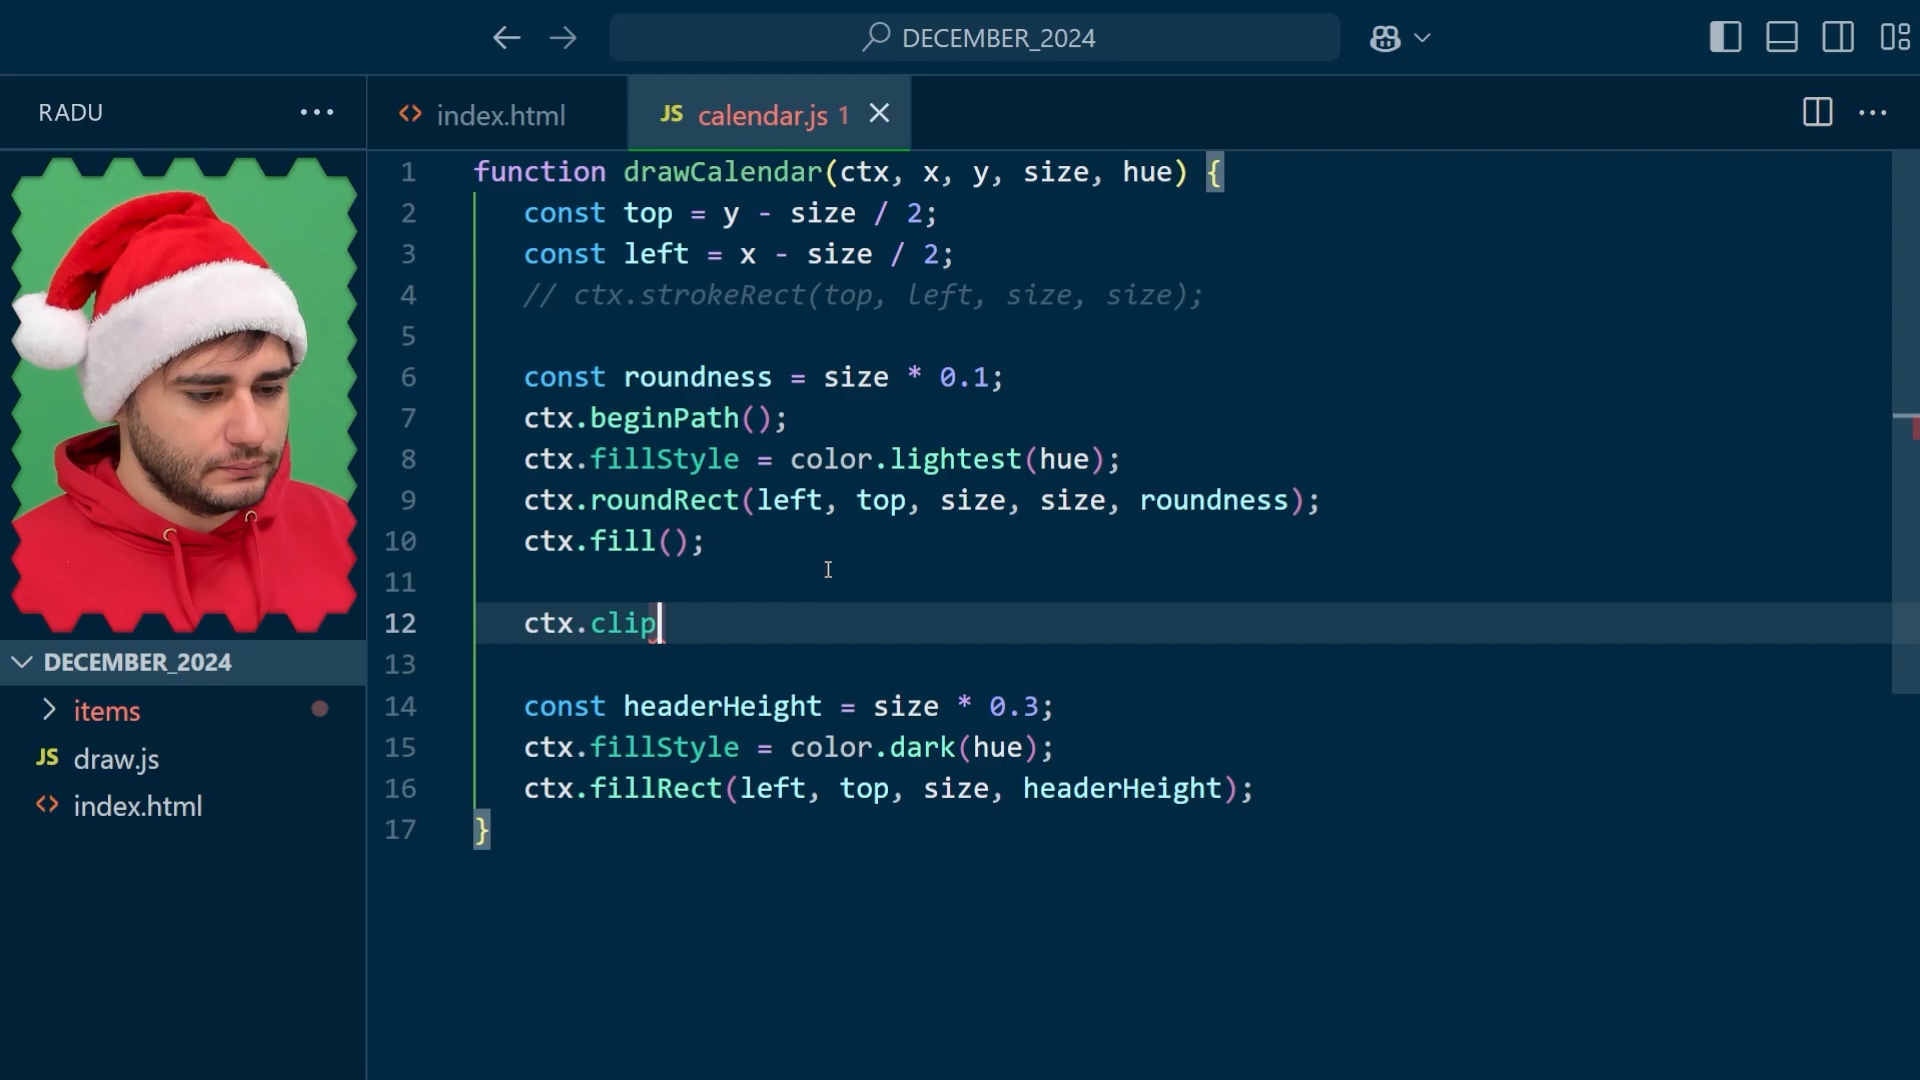 DECEMBER_2024
RADU
index.html
JS calendar.js 1
1 function drawCalendar(ctx, x, y, size, hue) {
2 const top = y - size / 2;
3 const left = x - size / 2;
4 // ctx.strokeRect(top, left, size, size);
5
6 const roundness = size * 0.1;
7 ctx.beginPath();
8 ctx.fillStyle = color.lightest(hue);
9 ctx.roundRect(left, top, size, size, roundness);
10 ctx.fill();
11
12 ctx.clip
13
14 const headerHeight = size * 0.3;
15 ctx.fillStyle = color.dark(hue);
16 ctx.fillRect(left, top, size, headerHeight);
17 }
DECEMBER_2024
items
JS draw.js
index.html